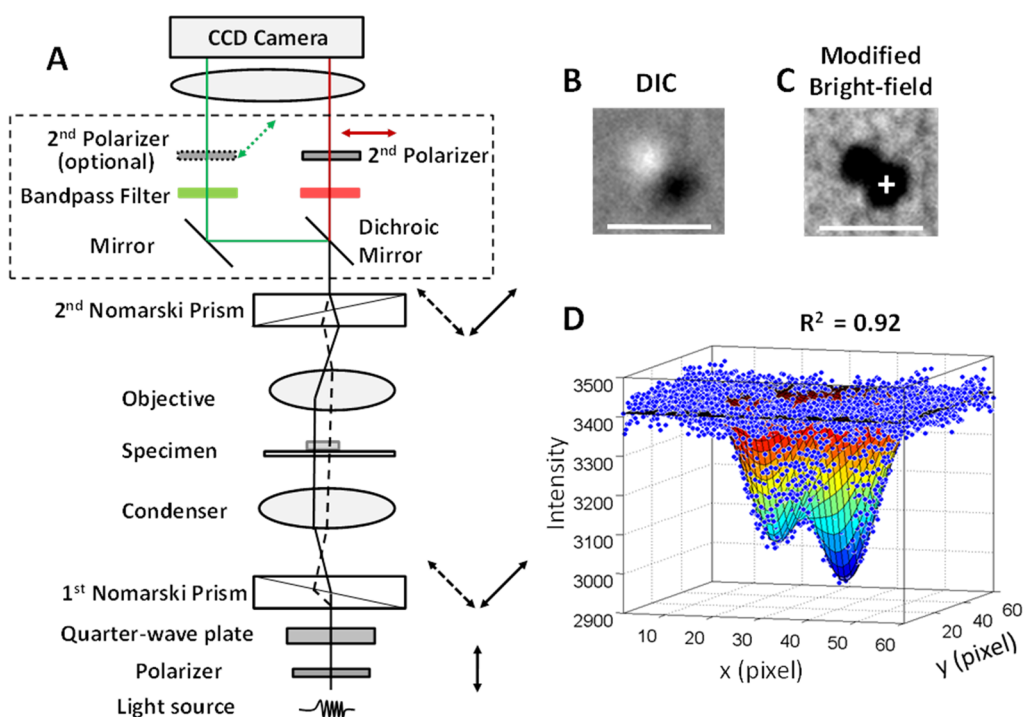 A
CCD Camera
2nd Polarizer
(optional)
2nd Polarizer
Bandpass Filter
Mirror
Dichroic
Mirror
2nd Nomarski Prism
Objective
Specimen
Condenser
1st Nomarski Prism
Quarter-wave plate
Polarizer
Light source
B
DIC
C
Modified
Bright-field
+
D
R2 = 0.92
3500
3400
3300
3200
3100
3000
2900
Intensity
10
20
30
40
50
60
x (pixel)
20
40
60
y (pixel)